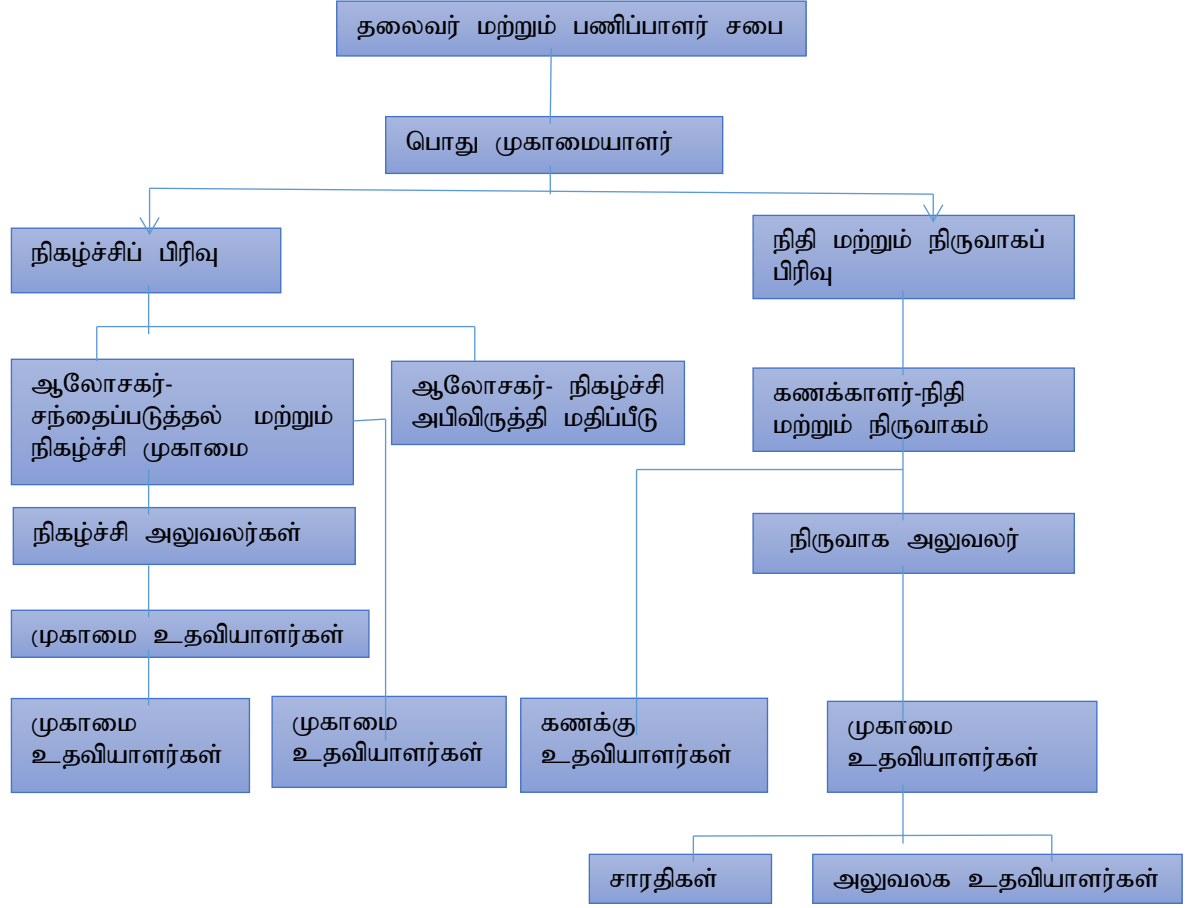 தலைவர் மற்றும் பணிப்பாளர் சபை
பொது முகாமையாளர்
நிகழ்ச்சிப் பிரிவு
நிதி மற்றும் நிருவாகப்
பிரிவு
ஆலோசகர்-
சந்தைப்படுத்தல் மற்றும்
நிகழ்ச்சி முகாமை
ஆலோசகர்- நிகழ்ச்சி
அபிவிருத்தி மதிப்பீடு
கணக்காளர்-நிதி
மற்றும் நிருவாகம்
நிகழ்ச்சி அலுவலர்கள்
நிருவாக அலுவலர்
முகாமை உதவியாளர்கள்
முகாமை
உதவியாளர்கள்
முகாமை
உதவியாளர்கள்
கணக்கு
உதவியாளர்கள்
முகாமை
உதவியாளர்கள்
சாரதிகள்
அலுவலக உதவியாளர்கள்